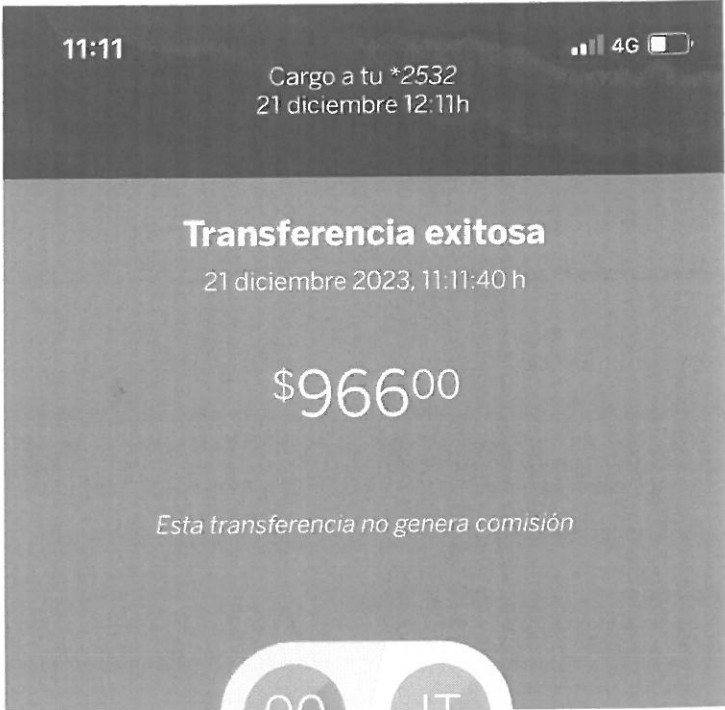 11:11
4G
Cargo a tu *2532
21 diciembre 12:11h
Transferencia exitosa
21 diciembre 2023, 11:11:40 h
$96600
Esta transferencia no genera comisión